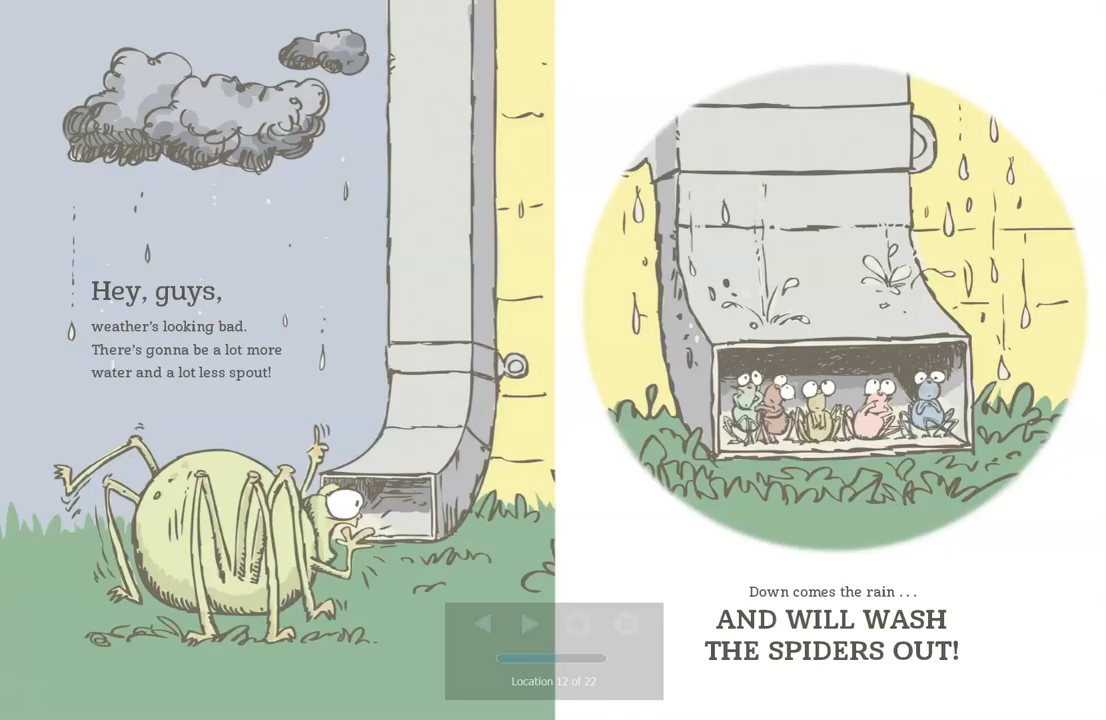 Hey, guys,
weather's looking bad.
There's gonna be a lot more
water and a lot less spout!
Down comes the rain . . .
AND WILL WASH
THE SPIDERS OUT!
Location 12 of 22